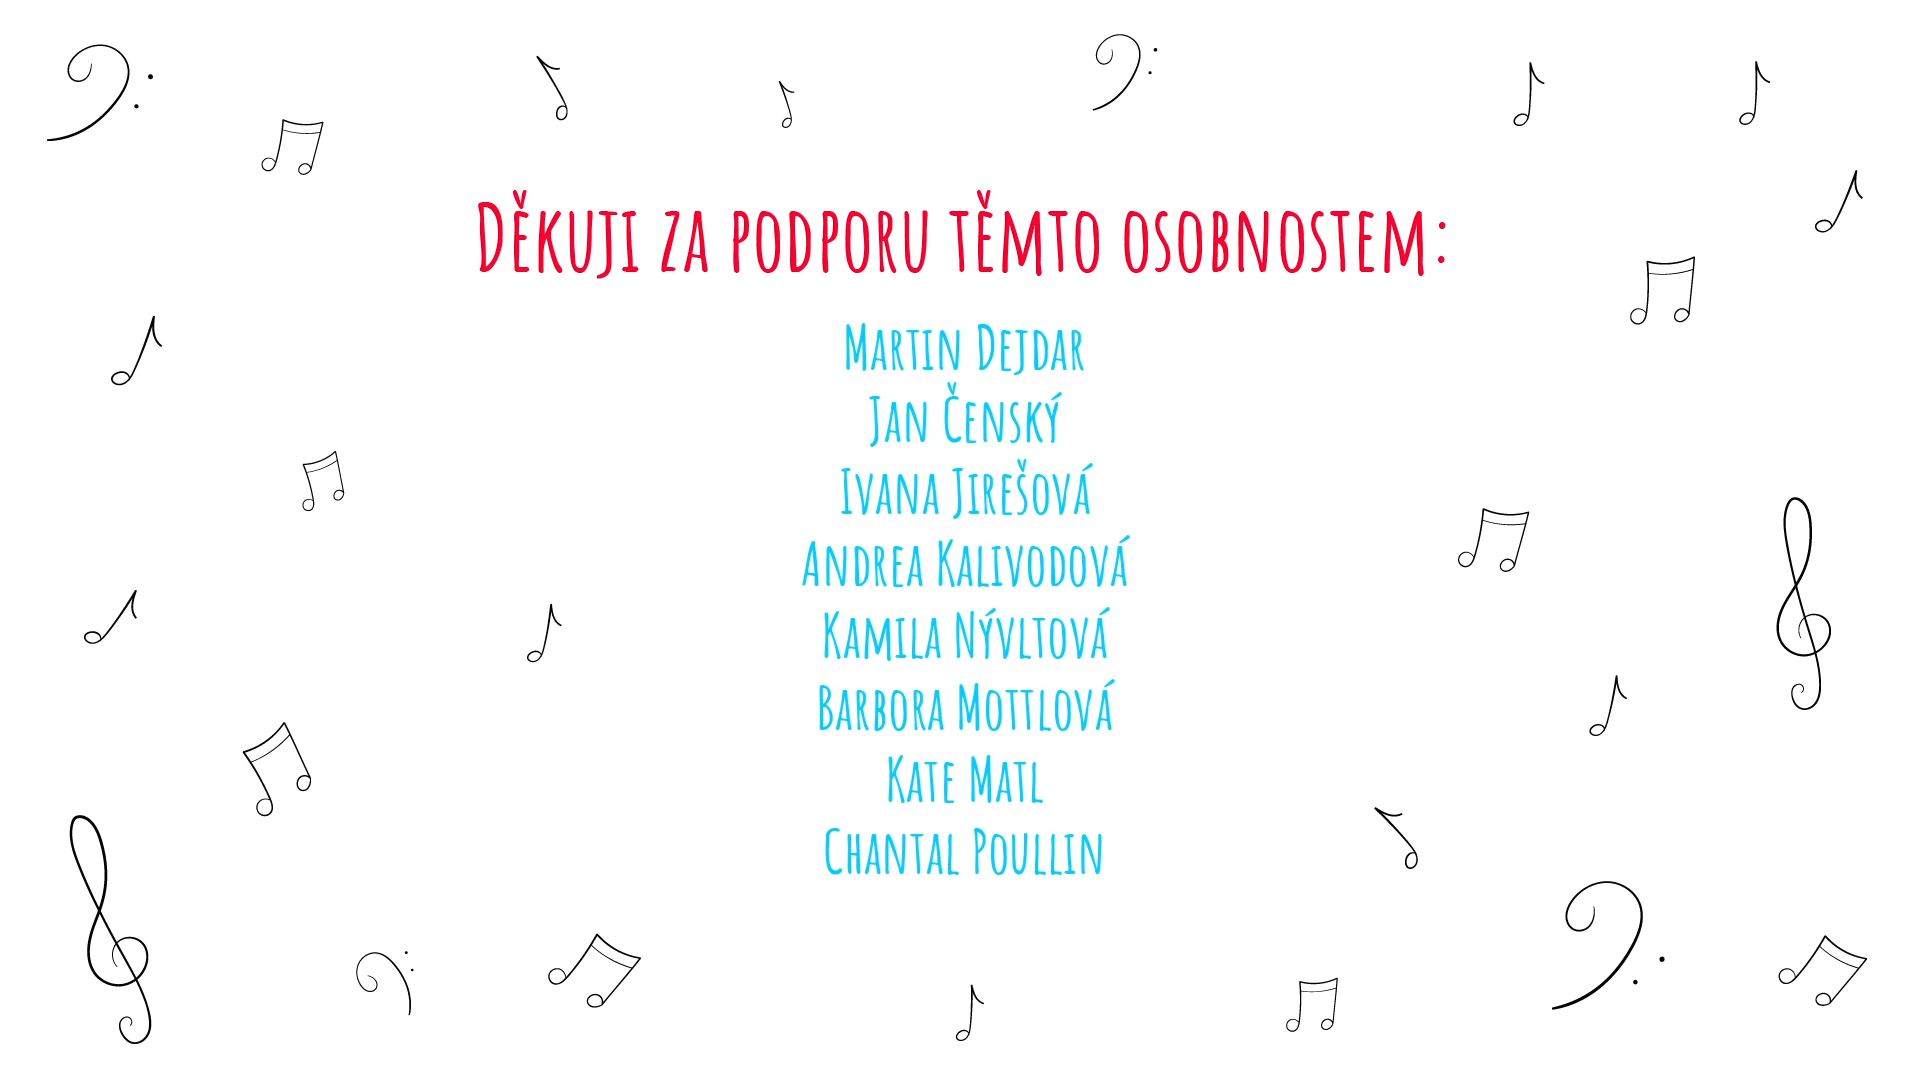 Děkuji za podporu těmto osobnostem:
Martin Dejdar
Jan Čenský
Ivana Jirešová
Andrea Kalivodová
Kamila Nývltová
Barbora Mottlová
Kate Matl
Chantal Poullin